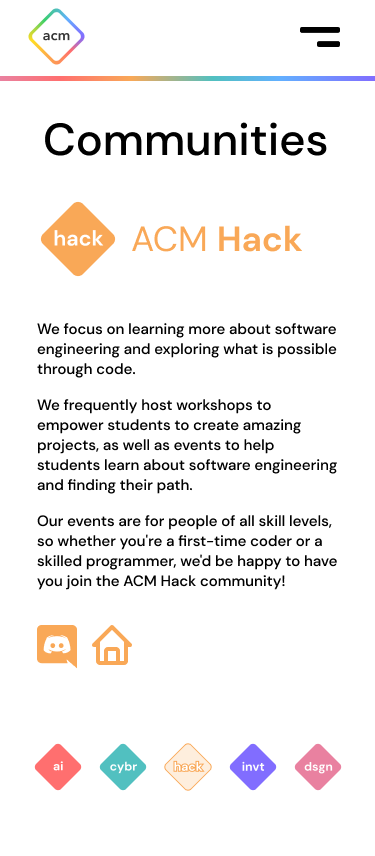 acm
Communities
hack
ACM Hack
We focus on learning more about software
engineering and exploring what is possible
through code.
We frequently host workshops to
empower students to create amazing
projects, as well as events to help
students learn about software engineering
and finding their path.
Our events are for people of all skill levels,
so whether you're a first-time coder or a
skilled programmer, we'd be happy to have
you join the ACM Hack community!
ai cybr hack invt dsgn